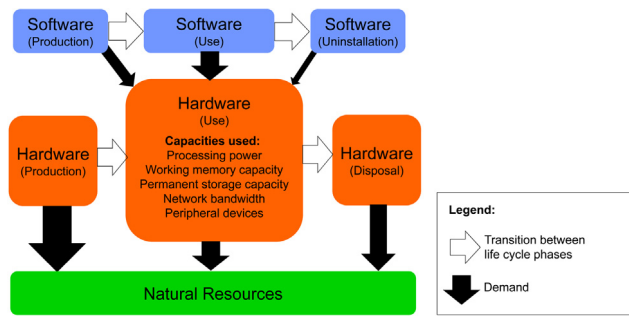 Software
(Production)
Software
(Use)
Software
(Uninstallation)
Hardware
(Production)
Hardware
(Use)
Capacities used:
Processing power
Working memory capacity
Permanent storage capacity
Network bandwidth
Peripheral devices
Hardware
(Disposal)
Natural Resources
Legend:
Transition between
life cycle phases
Demand